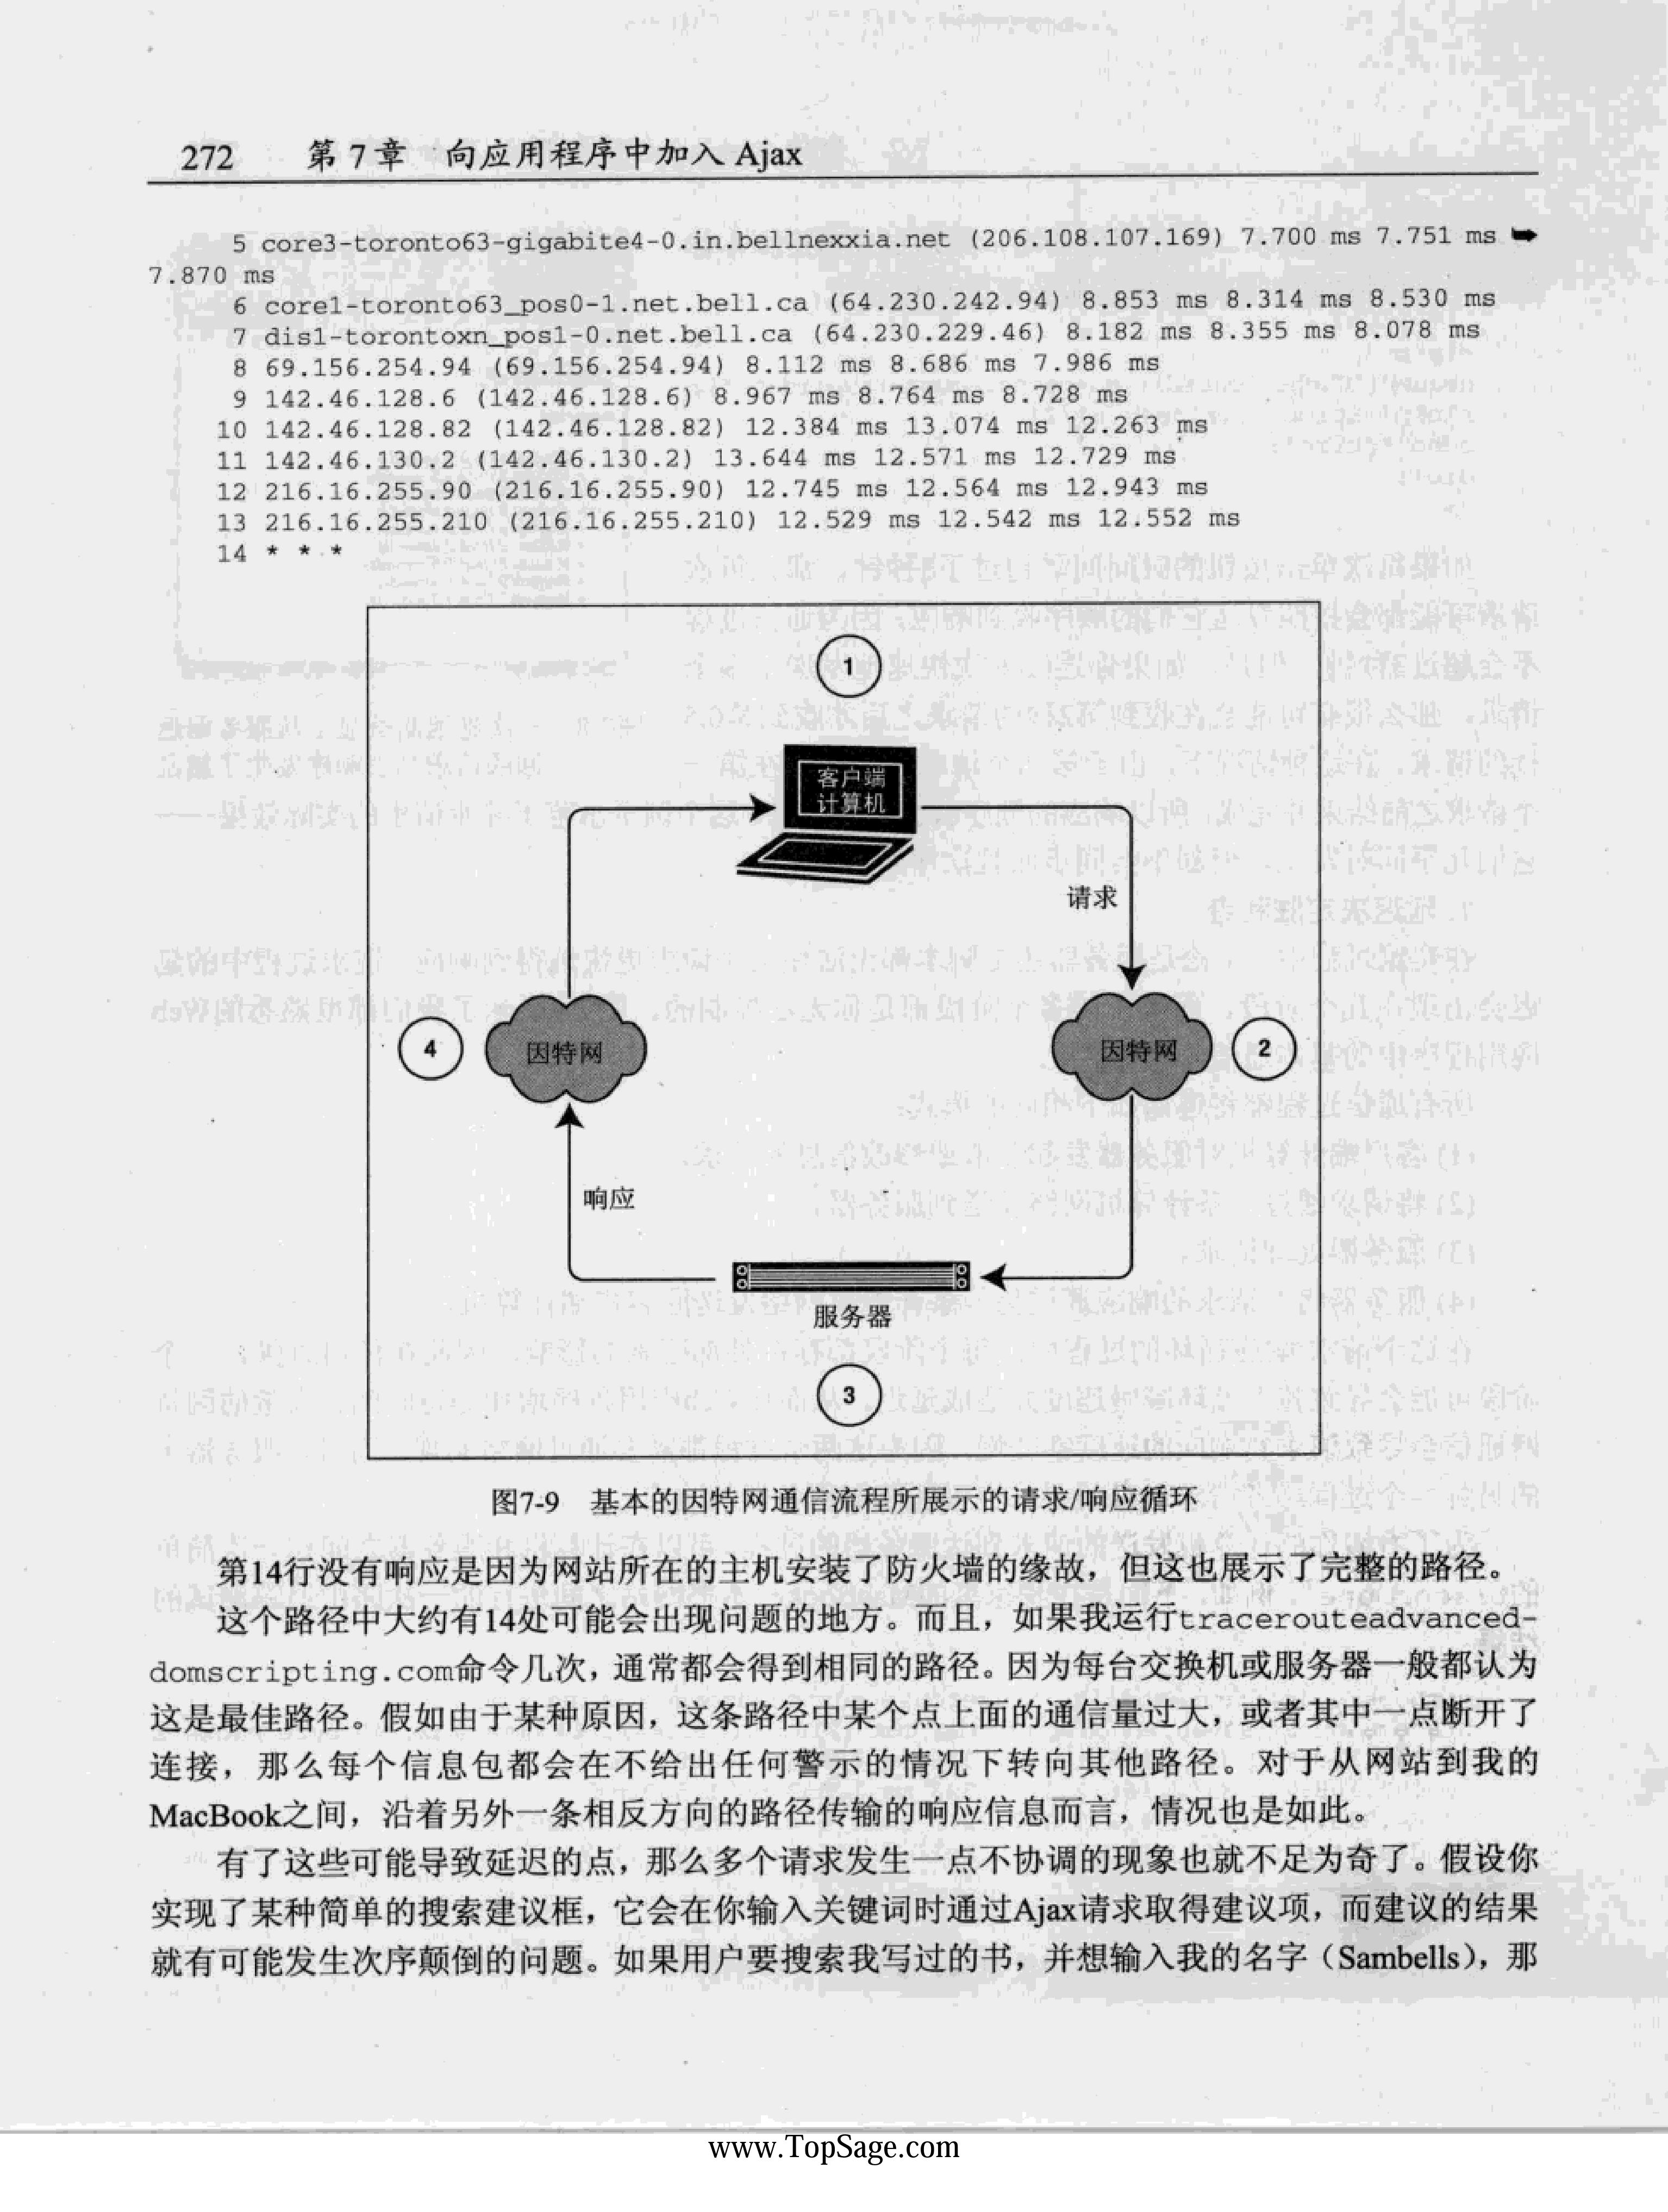 272 第 7 章 向应用程序中加入 Ajax
5 core3-toronto63-gigabite4-0.in.bellnexxia.net (206.108.107.169) 7.700 ms 7.751 ms ➥
7.870 ms
6 core1-toronto63_pos0-1.net.bell.ca (64.230.242.94) 8.853 ms 8.314 ms 8.530 ms
7 dis1-torontoxn_pos1-0.net.bell.ca (64.230.229.46) 8.182 ms 8.355 ms 8.078 ms
8 69.156.254.94 (69.156.254.94) 8.112 ms 8.686 ms 7.986 ms
9 142.46.128.6 (142.46.128.6) 8.967 ms 8.764 ms 8.728 ms
10 142.46.128.82 (142.46.128.82) 12.384 ms 13.074 ms 12.263 ms
11 142.46.130.2 (142.46.130.2) 13.644 ms 12.571 ms 12.729 ms
12 216.16.255.90 (216.16.255.90) 12.745 ms 12.564 ms 12.943 ms
13 216.16.255.210 (216.16.255.210) 12.529 ms 12.542 ms 12.552 ms
14 * * *
1
客户端
计算机
请求
4
因特网
因特网
2
响应
服务器
3
图7-9 基本的因特网通信流程所展示的请求/响应循环
第14行没有响应是因为网站所在的主机安装了防火墙的缘故，但这也展示了完整的路径。
这个路径中大约有14处可能会出现问题的地方。而且，如果我运行tracerouteadvanced-
domscripting.com命令几次，通常都会得到相同的路径。因为每台交换机或服务器一般都认为
这是最佳路径。假如由于某种原因，这条路径中某个点上面的通信量过大，或者其中一点断开了
连接，那么每个信息包都会在不给出任何警示的情况下转向其他路径。对于从网站到我的
MacBook之间，沿着另外一条相反方向的路径传输的响应信息而言，情况也是如此。
有了这些可能导致延迟的点，那么多个请求发生一点不协调的现象也就不足为奇了。假设你
实现了某种简单的搜索建议框，它会在你输入关键词时通过Ajax请求取得建议项，而建议的结果
就有可能发生次序颠倒的问题。如果用户要搜索我写过的书，并想输入我的名字（Sambells），那
www.TopSage.com